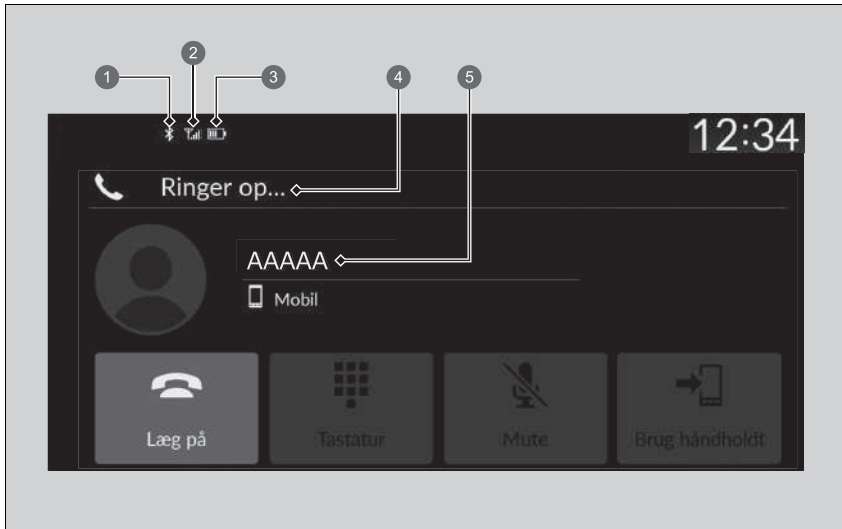 1
2
3
4
5
12:34
Ringer op...
AAAAA
Mobil
Læg på
Tastatur
Mute
Brug håndholdt